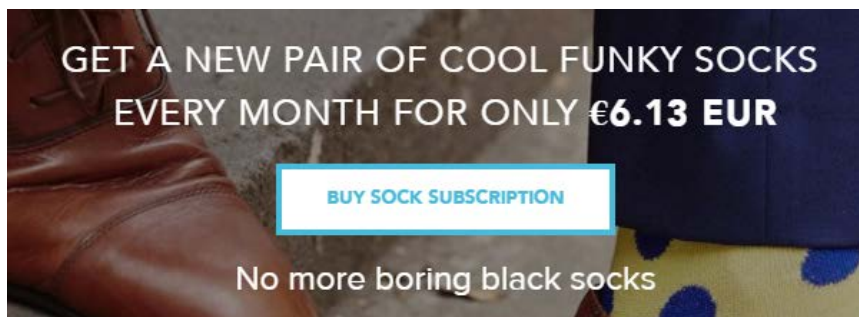 GET A NEW PAIR OF COOL FUNKY SOCKS
EVERY MONTH FOR ONLY €6.13 EUR
BUY SOCK SUBSCRIPTION
No more boring black socks